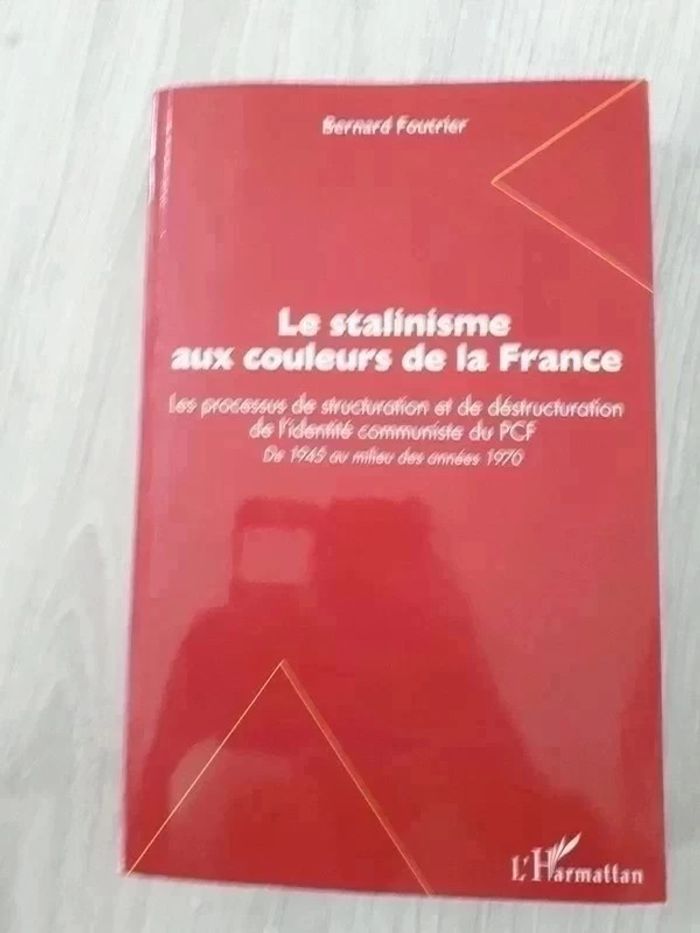 Bernard Foutrier
Le stalinisme
aux couleurs de la France
Les processus de structuration et de déstructuration
de l'identité communiste du PCF
De 1945 au milieu des années 1970
L'Harmattan